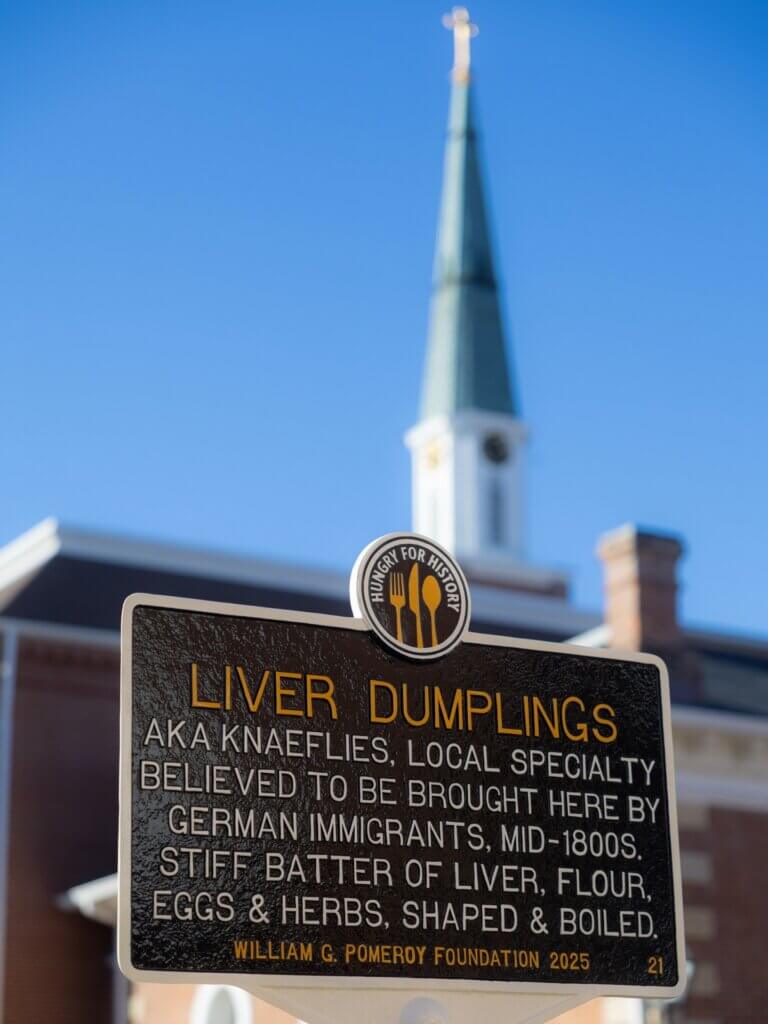 HUNGRY FOR HISTORY
LIVER DUMPLINGS
AKA KNAEFLIES, LOCAL SPECIALTY
BELIEVED TO BE BROUGHT HERE BY
GERMAN IMMIGRANTS, MID-1800S.
STIFF BATTER OF LIVER, FLOUR,
EGGS & HERBS, SHAPED & BOILED.
WILLIAM G. POMEROY FOUNDATION 2025 21